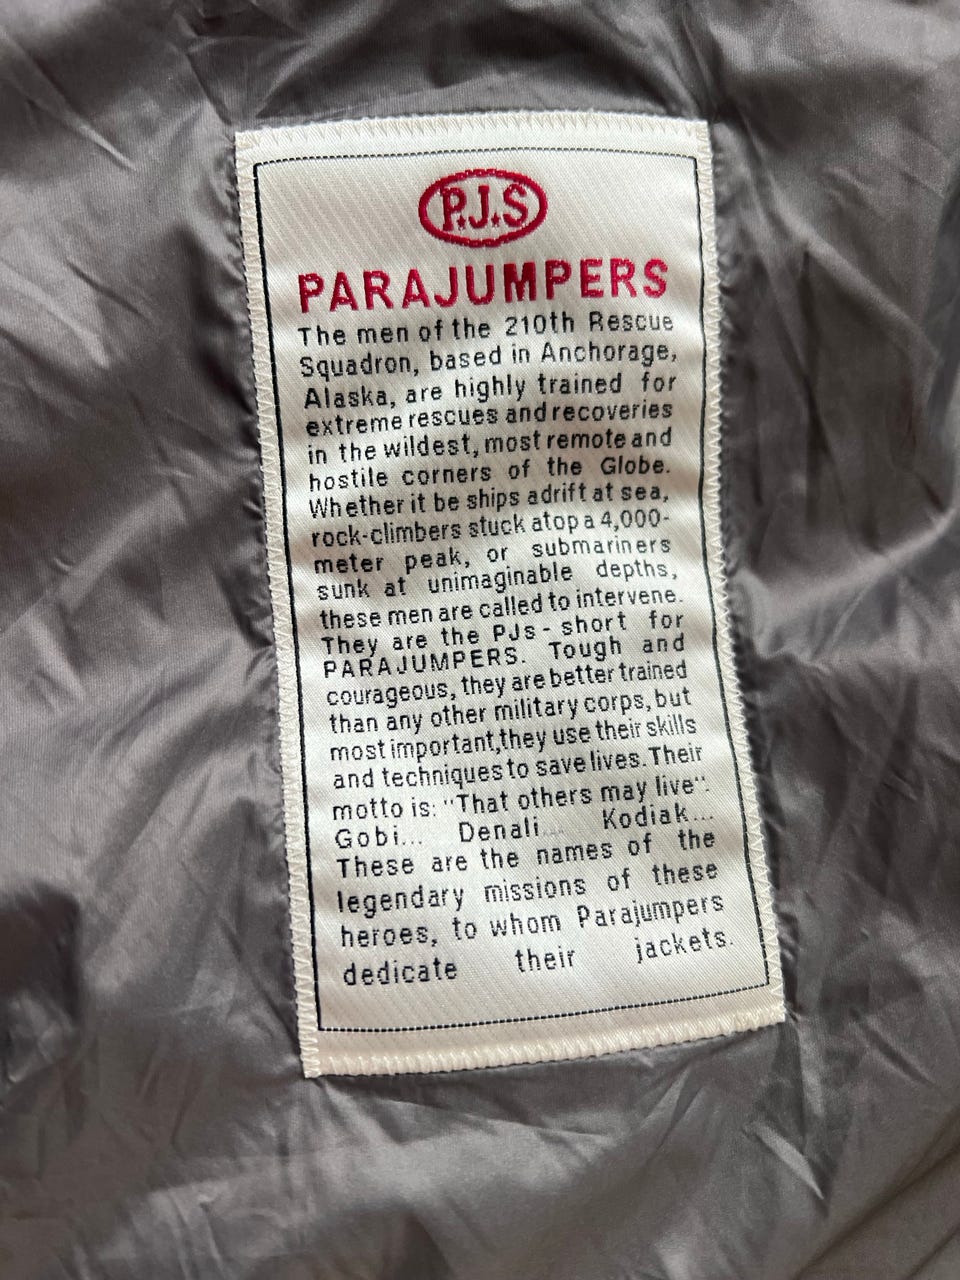 P.J.S
PARAJUMPERS
The men of the 210th Rescue
Squadron, based in Anchorage,
Alaska, are highly trained for
extreme rescues and recoveries
in the wildest, most remote and
hostile corners of the Globe.
Whether it be ships adrift at sea,
rock-climbers stuck atop a 4,000-
meter peak, or submariners
sunk at unimaginable depths,
these men are called to intervene.
They are the PJs - short for
PARAJUMPERS. Tough and
courageous, they are better trained
than any other military corps, but
most important,they use their skills
and techniques to save lives. Their
motto is: "That others may live".
Gobi... Denali... Kodiak...
These are the names of the
legendary missions of these
heroes, to whom Parajumpers
dedicate their jackets.